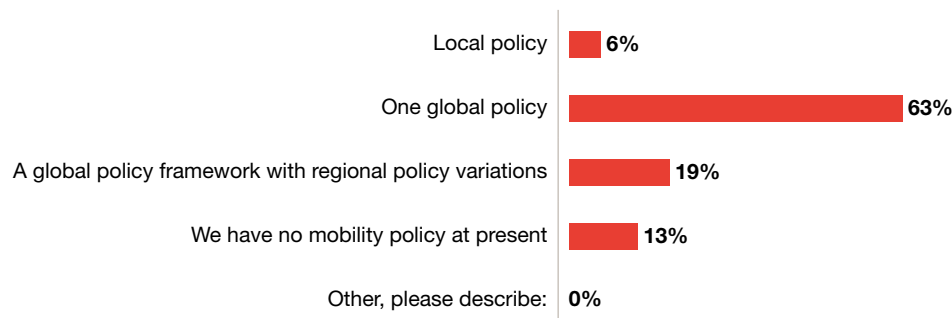 Local policy 6%
One global policy 63%
A global policy framework with regional policy variations 19%
We have no mobility policy at present 13%
Other, please describe: 0%